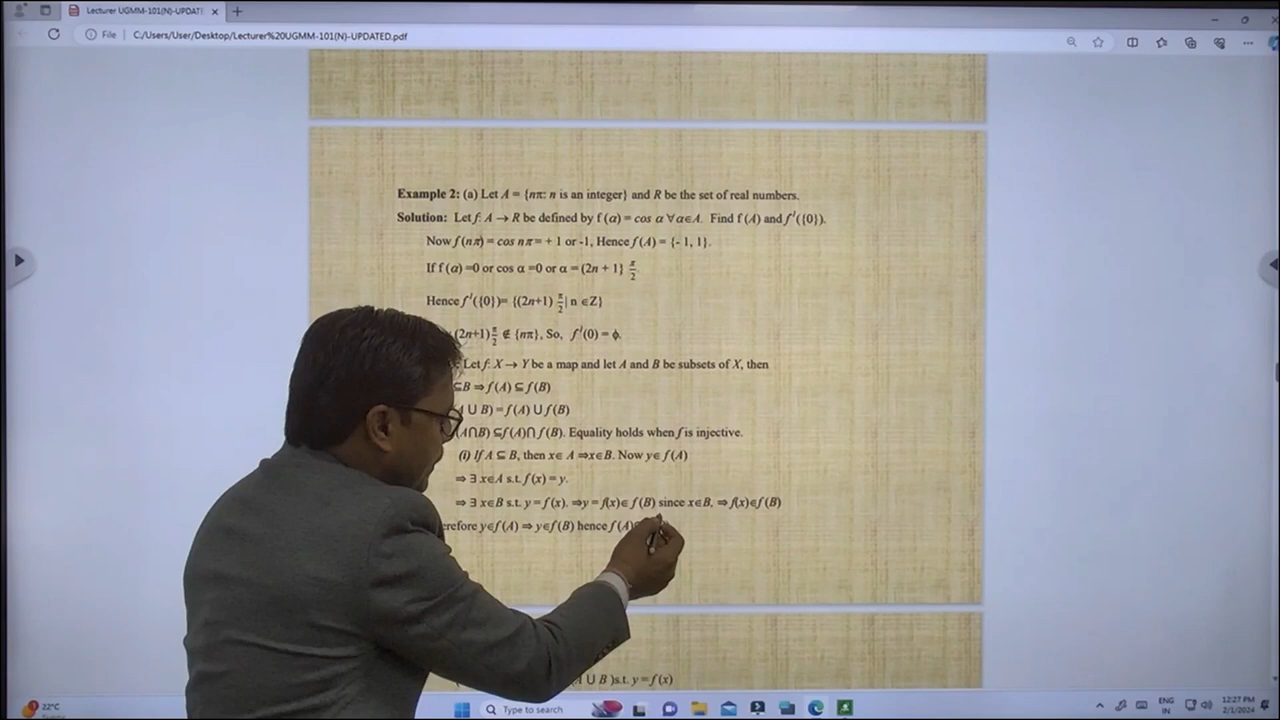 Lecturer UGMM-101(N)-UPDAT
File C:/Users/User/Desktop/Lecturer%20UGMM-101(N)-UPDATED.pdf
Example 2: (a) Let A = {nπ: n is an integer} and R be the set of real numbers.
Solution: Let f: A → R be defined by f (α) = cos α ∀ α∈A. Find f (A) and f¹({0}).
Now f (nπ) = cos nπ = + 1 or -1, Hence f (A) = {- 1, 1}.
If f (α) =0 or cos α =0 or α = (2n + 1} π/2.
Hence f¹({0})= {(2n+1) π/2 | n ∈Z}
(2n+1) π/2 ∉ {nπ}, So, f¹(0) = ϕ.
Let f: X → Y be a map and let A and B be subsets of X, then
⊆B ⇒ f (A) ⊆ f (B)
U B) = f (A) U f (B)
(A∩B) ⊆f (A)∩ f (B). Equality holds when f is injective.
(i) If A ⊆ B, then x∈ A ⇒x∈B. Now y∈ f (A)
⇒ ∃ x∈A s.t. f (x) = y.
⇒ ∃ x∈B s.t. y = f (x). ⇒y = f(x)∈ f (B) since x∈B, ⇒ f(x)∈f (B)
y∈f (A) ⇒ y∈f (B) hence f (A)
U B )s.t. y = f (x)
22°C
Type to search
ENG 12:27 PM
IN 2/1/2024